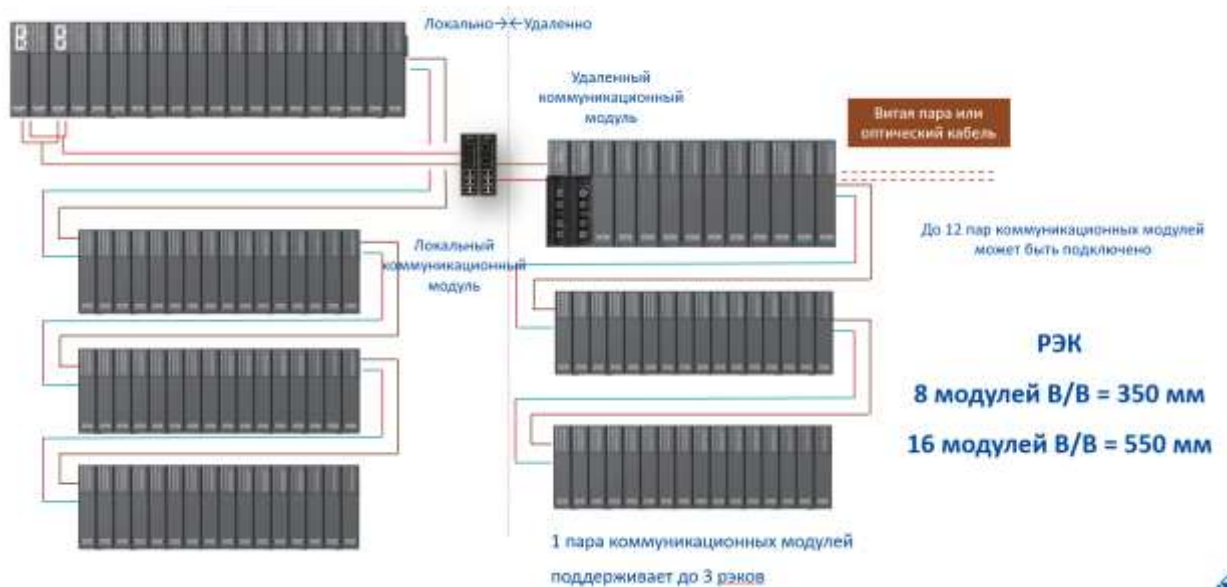 Локально→←Удаленно
Удаленный
коммуникационный
модуль
Витая пара или
оптический кабель
До 12 пар коммуникационных модулей
может быть подключено
Локальный
коммуникационный
модуль
РЭК
8 модулей В/В = 350 мм
16 модулей В/В = 550 мм
1 пара коммуникационных модулей
поддерживает до 3 рэков